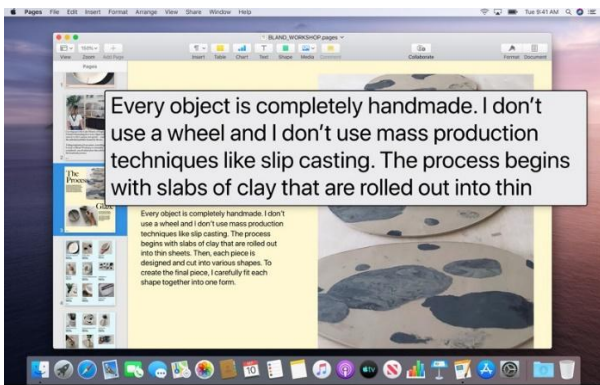 Pages File Edit Insert Format Arrange View Share Window Help
Tue 9:41 AM
BLAND_WORKSHOP.pages
View Zoom Add Page Insert Table Chart Text Shape Media Comment Collaborate Format Document
Pages
Every object is completely handmade. I don't
use a wheel and I don't use mass production
techniques like slip casting. The process begins
with slabs of clay that are rolled out into thin
The
Process
Glaze
Every object is completely handmade. I don't
use a wheel and I don't use mass production
techniques like slip casting. The process
begins with slabs of clay that are rolled out
into thin sheets. Then, each piece is
designed and cut into various shapes. To
create the final piece, I carefully fit each
shape together into one form.
10
tv